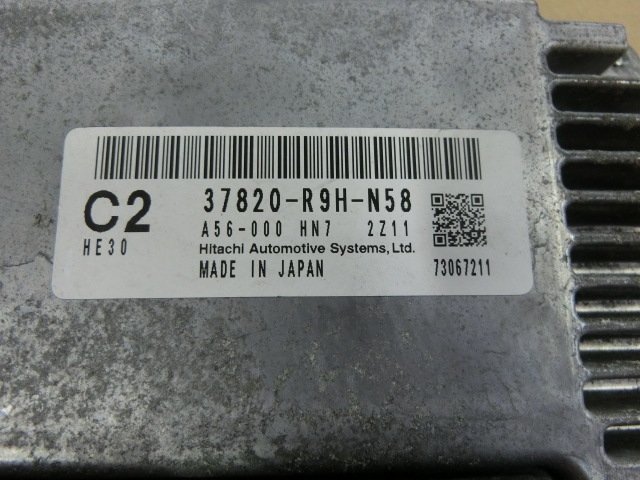 C2
HE30
37820-R9H-N58
A56-000 HN7 2Z11
Hitachi Automotive Systems, Ltd.
MADE IN JAPAN
73067211